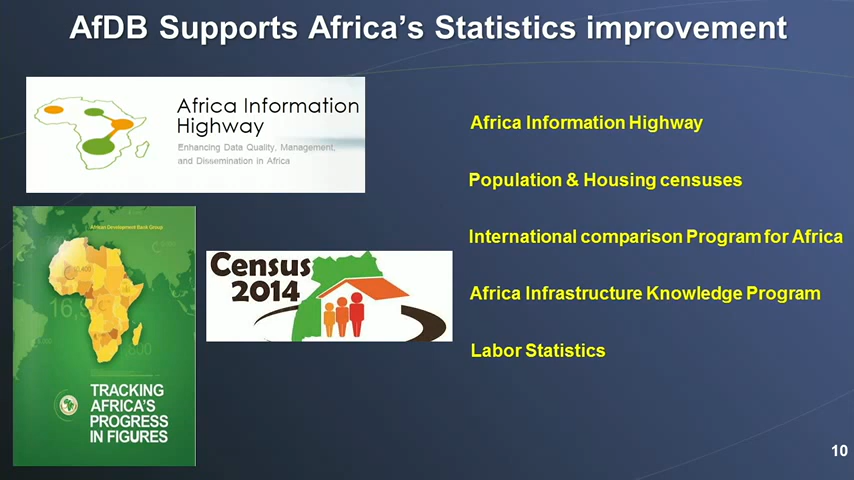 AfDB Supports Africa's Statistics improvement
Africa Information
Highway
Enhancing Data Quality, Management,
and Dissemination in Africa
African Development Bank Group
TRACKING
AFRICA'S
PROGRESS
IN FIGURES
Census
2014
Africa Information Highway
Population & Housing censuses
International comparison Program for Africa
Africa Infrastructure Knowledge Program
Labor Statistics
10